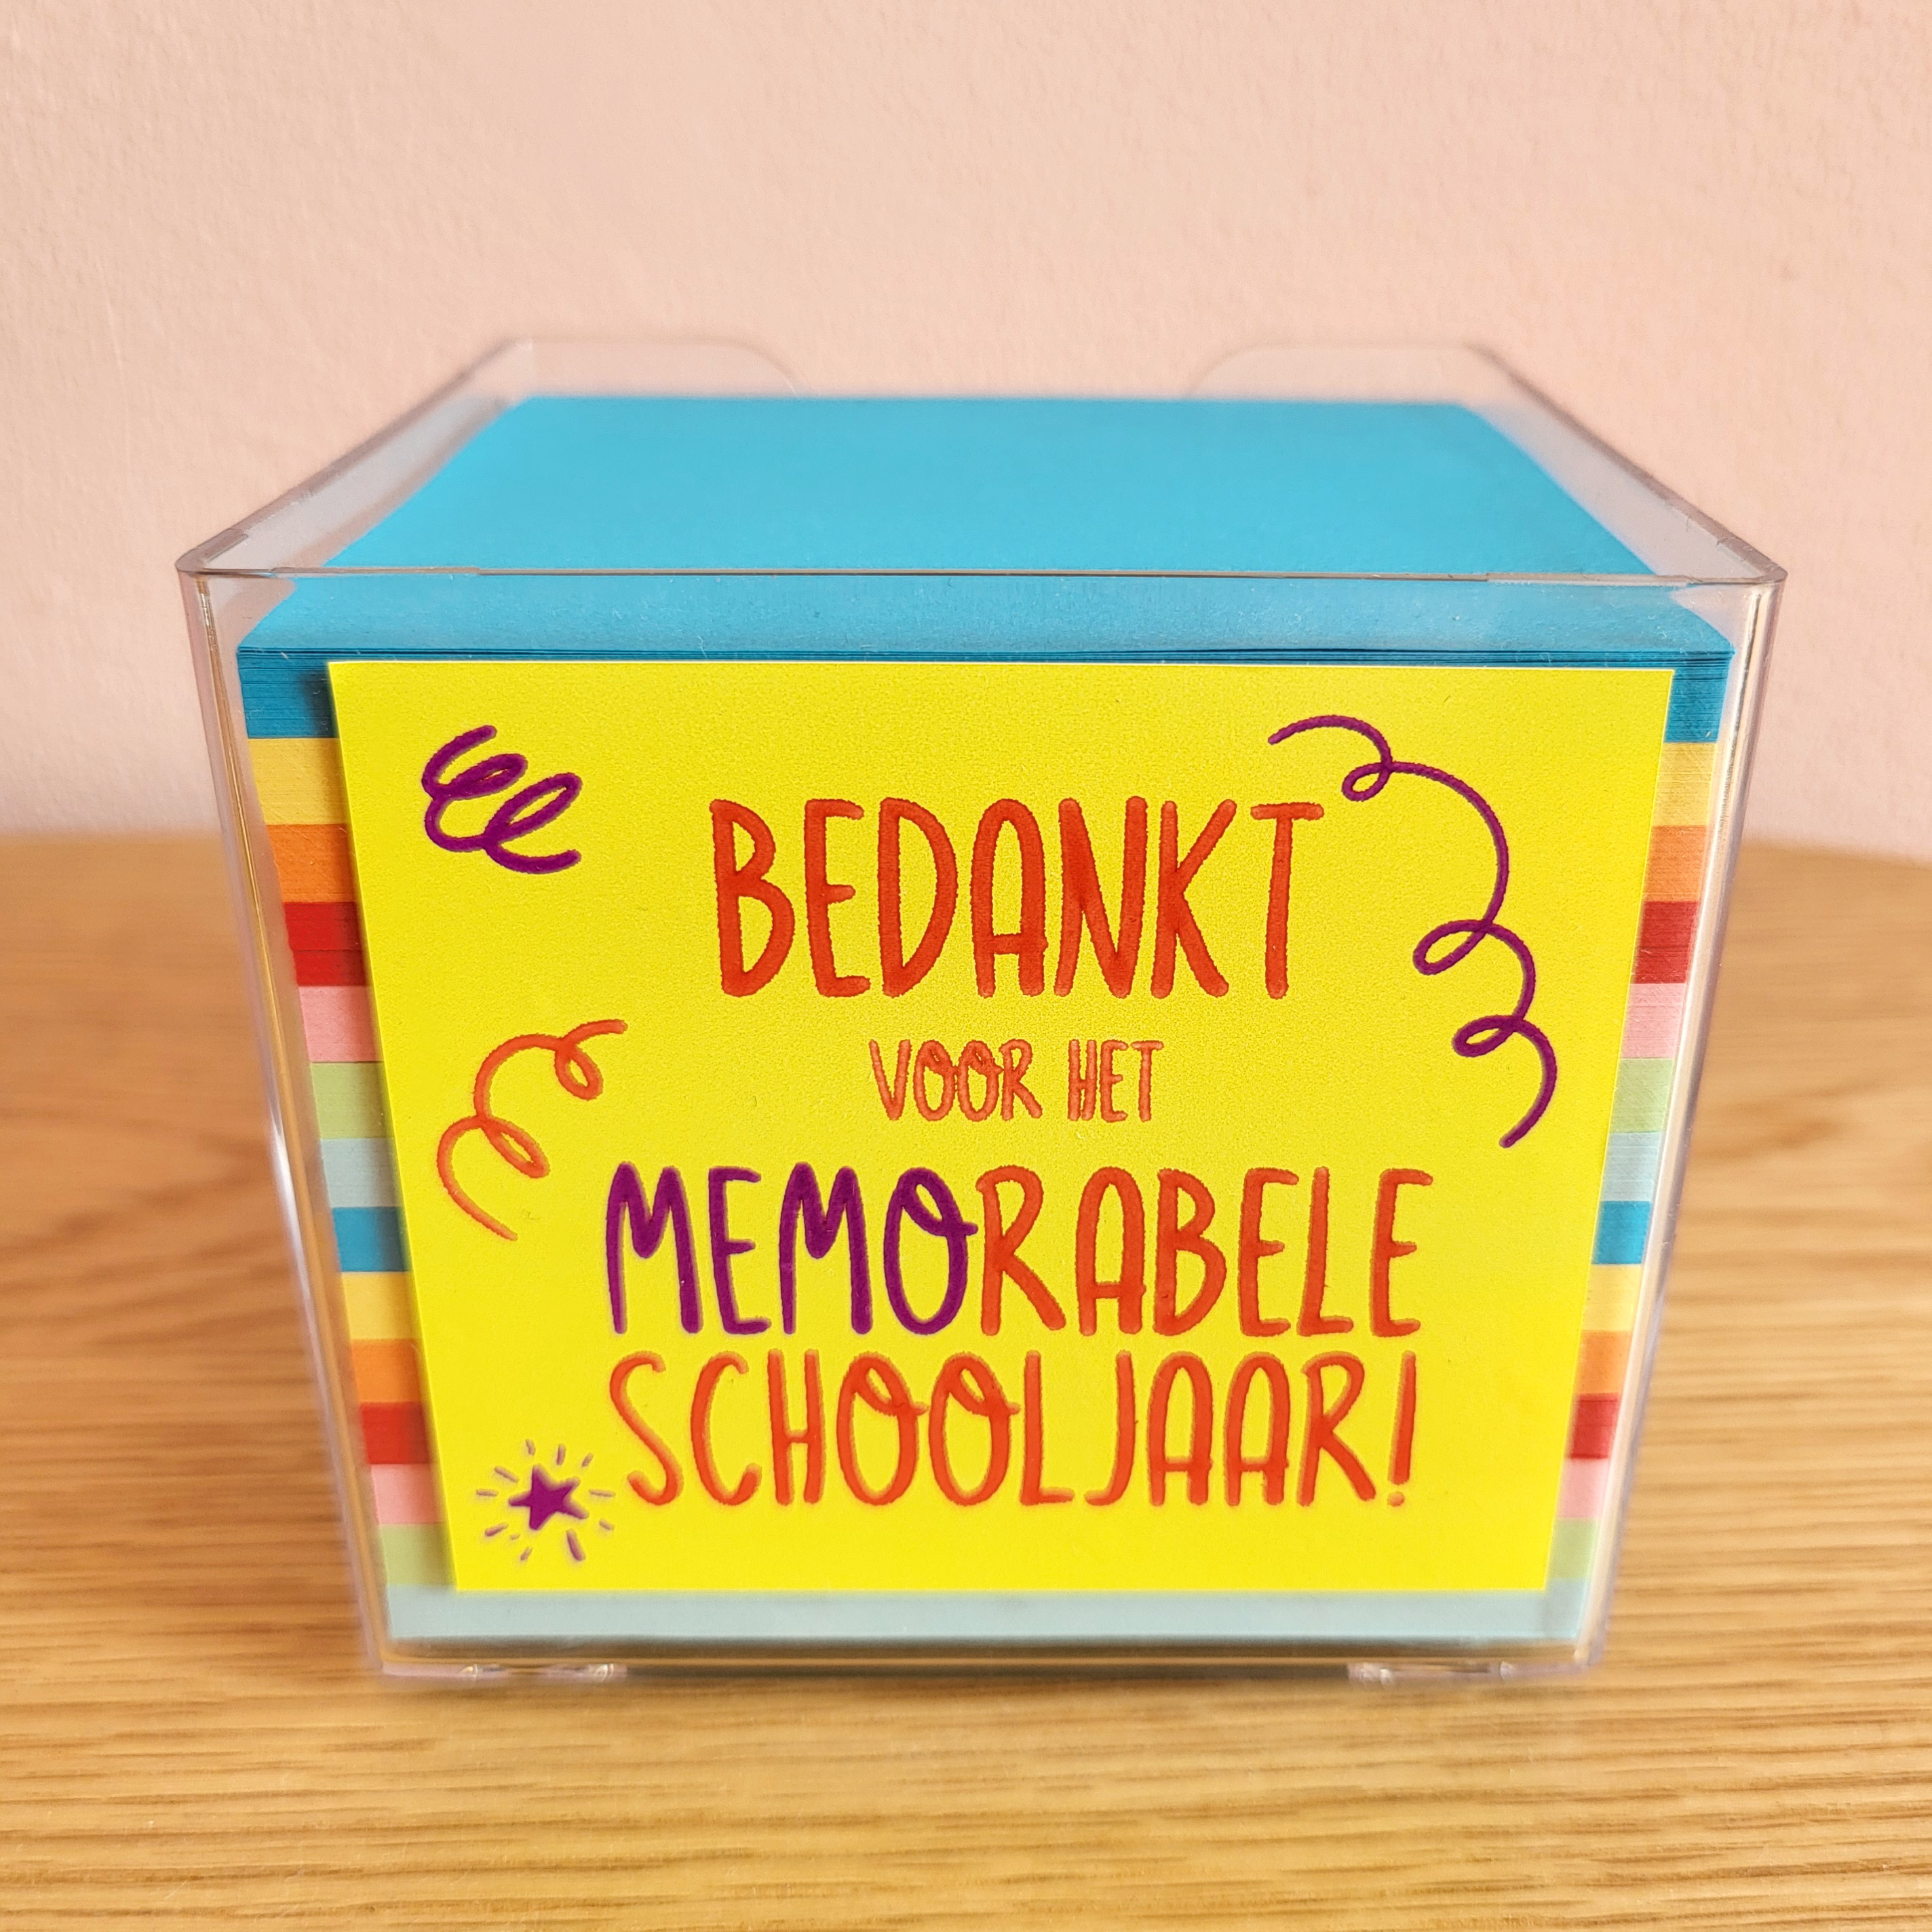 BEDANKT
VOOR HET
MEMORABELE
SCHOOLJAAR!